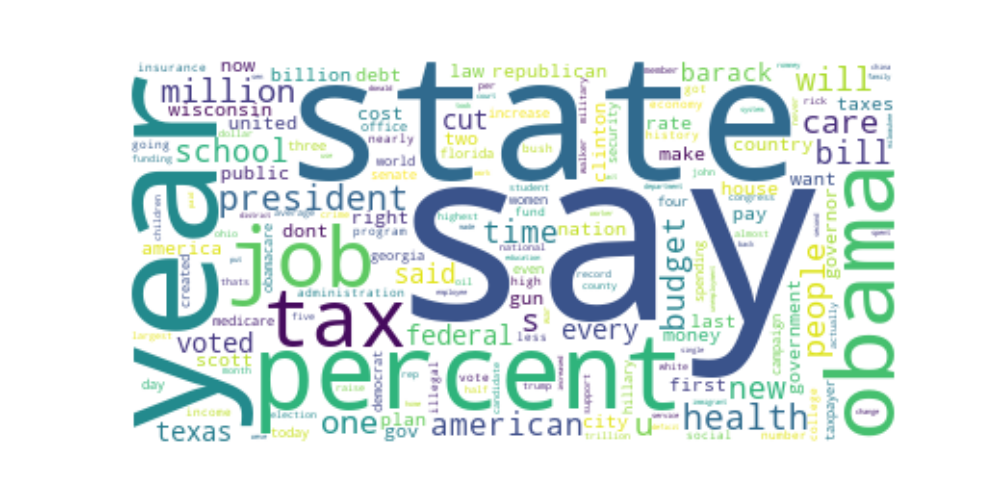 insurance
now
billion
debt
law
republican
barack
will
million
wisconsin
united
state
cost
office
nearly
cut
two
increase
clinton
security
rate
economy
got
country
rick
taxes
care
bill
going
funding
dollar
school
three
public
year
president
world
senate
florida
bush
walker
military
member
history
make
john
house
want
children
america
ohio
average
crime
right
dont
program
georgia
student
women
highest
fund
time
nation
national
education
four
department
congress
pay
almost
governor
obama
created
thats
obamacare
job
said
say
even
high
oil
record
county
budget
spending
people
administration
employee
gun
s
every
less
last
money
government
actually
medicare
five
tax
federal
voted
scott
percent
largest
month
day
democrat
rep
vote
half
candidate
trump
support
white
single
first
new
campaign
taxpayer
change
raise
illegal
hillary
income
texas
election
today
one
plan
gov
american
trillion
city
u
service
health
immigrant
social
number
college
china
family
never
system